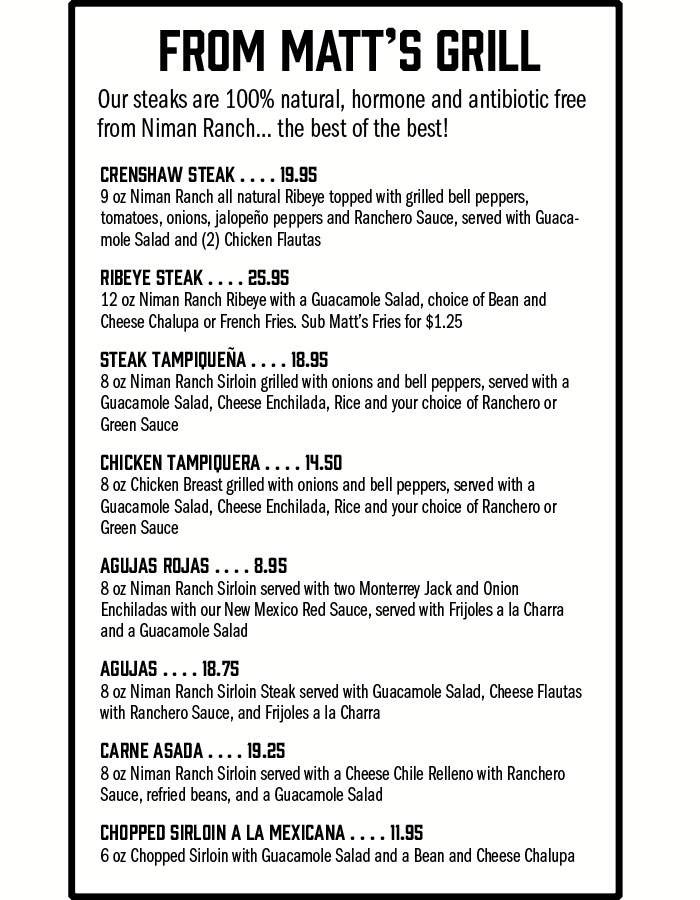 FROM MATT'S GRILL
Our steaks are 100% natural, hormone and antibiotic free
from Niman Ranch... the best of the best!
CRENSHAW STEAK . . . . 19.95
9 oz Niman Ranch all natural Ribeye topped with grilled bell peppers,
tomatoes, onions, jalopeño peppers and Ranchero Sauce, served with Guaca-
mole Salad and (2) Chicken Flautas
RIBEYE STEAK . . . . 25.95
12 oz Niman Ranch Ribeye with a Guacamole Salad, choice of Bean and
Cheese Chalupa or French Fries. Sub Matt's Fries for $1.25
STEAK TAMPIQUEÑA . . . . 18.95
8 oz Niman Ranch Sirloin grilled with onions and bell peppers, served with a
Guacamole Salad, Cheese Enchilada, Rice and your choice of Ranchero or
Green Sauce
CHICKEN TAMPIQUERA . . . . 14.50
8 oz Chicken Breast grilled with onions and bell peppers, served with a
Guacamole Salad, Cheese Enchilada, Rice and your choice of Ranchero or
Green Sauce
AGUJAS ROJAS . . . . 8.95
8 oz Niman Ranch Sirloin served with two Monterrey Jack and Onion
Enchiladas with our New Mexico Red Sauce, served with Frijoles a la Charra
and a Guacamole Salad
AGUJAS . . . . 18.75
8 oz Niman Ranch Sirloin Steak served with Guacamole Salad, Cheese Flautas
with Ranchero Sauce, and Frijoles a la Charra
CARNE ASADA . . . . 19.25
8 oz Niman Ranch Sirloin served with a Cheese Chile Relleno with Ranchero
Sauce, refried beans, and a Guacamole Salad
CHOPPED SIRLOIN A LA MEXICANA . . . . 11.95
6 oz Chopped Sirloin with Guacamole Salad and a Bean and Cheese Chalupa